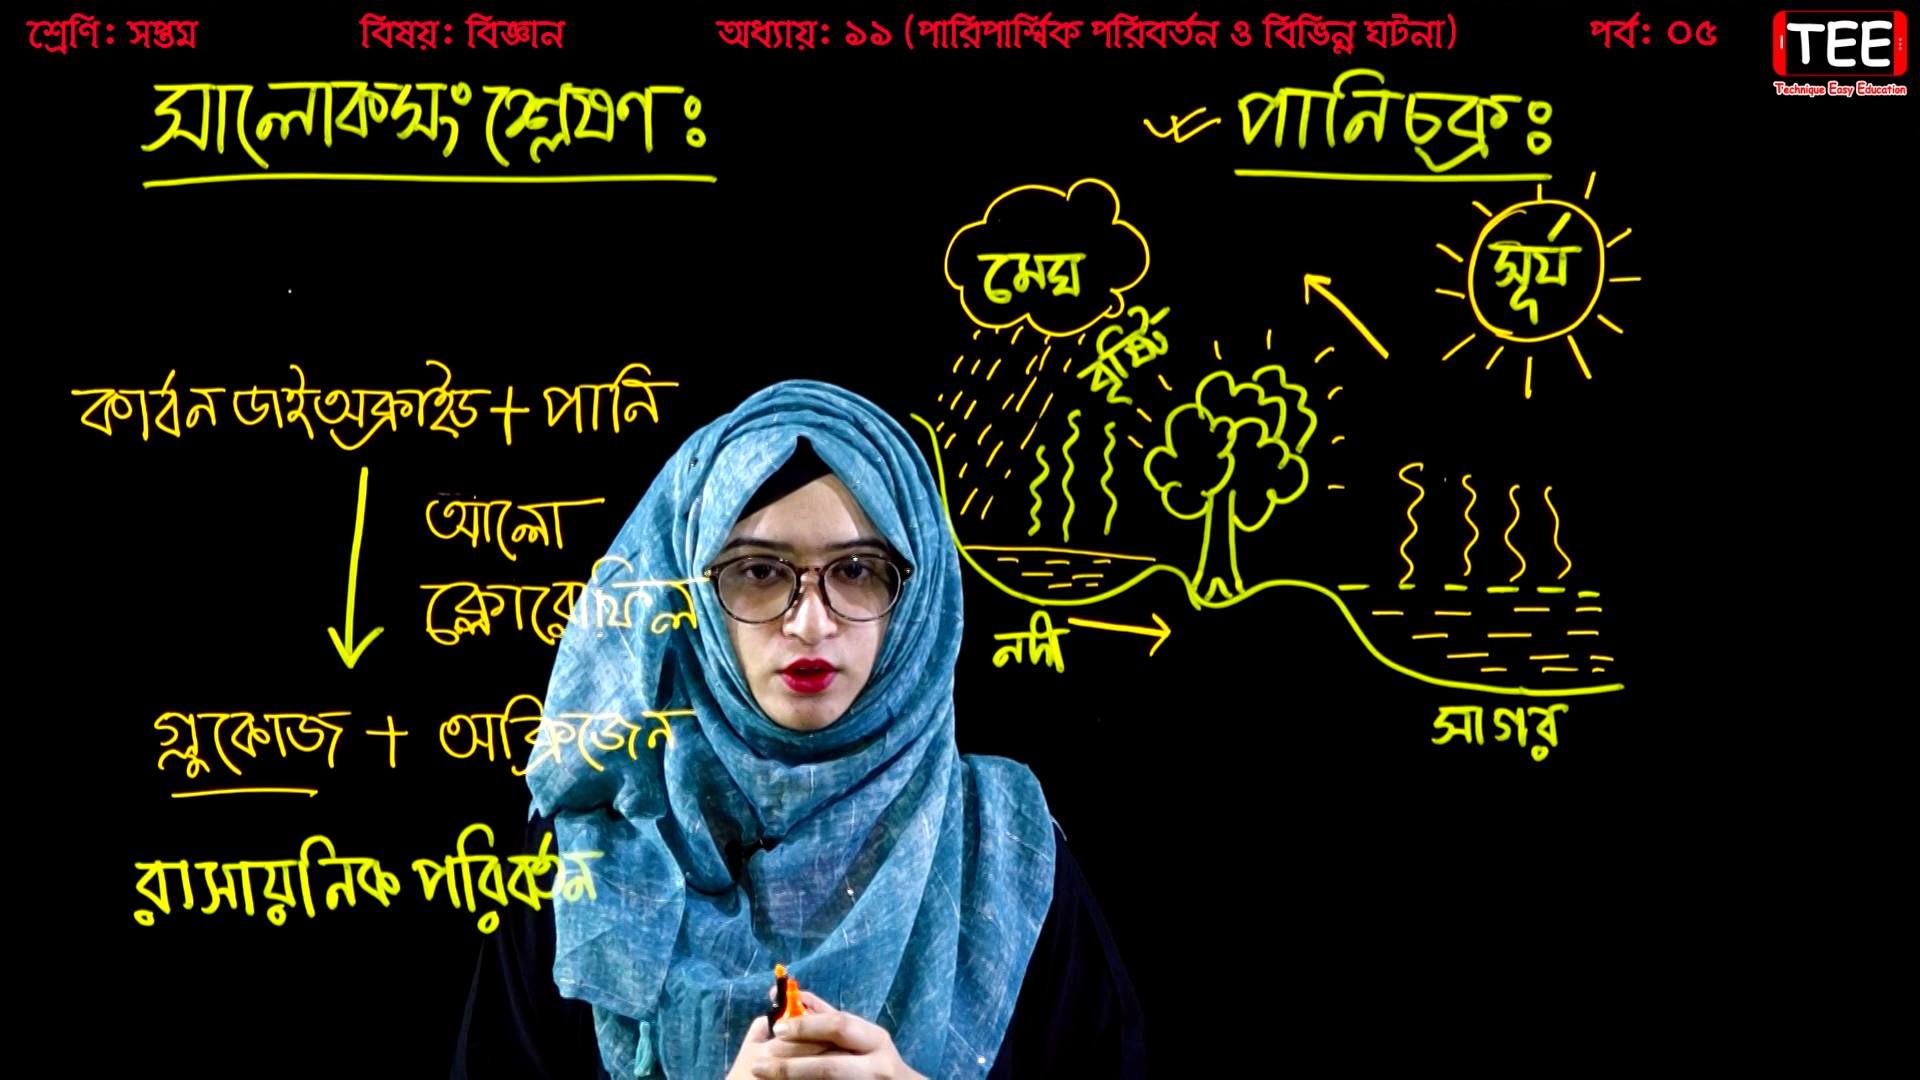 শ্রেণি: সপ্তম বিষয়: বিজ্ঞান অধ্যায়: ১১ (পারিপার্শ্বিক পরিবর্তন ও বিভিন্ন ঘটনা) পর্ব: ০৫
TEE
Technique Easy Education
সালোকসংশ্লেষণঃ
পানিচক্রঃ
মেঘ
সূর্য
বৃষ্টি
কার্বন ডাইঅক্সাইড + পানি
আলো
ক্লোরোফিল
নদী
গ্লুকোজ + অক্সিজেন
সাগর
রাসায়নিক পরিবর্তন